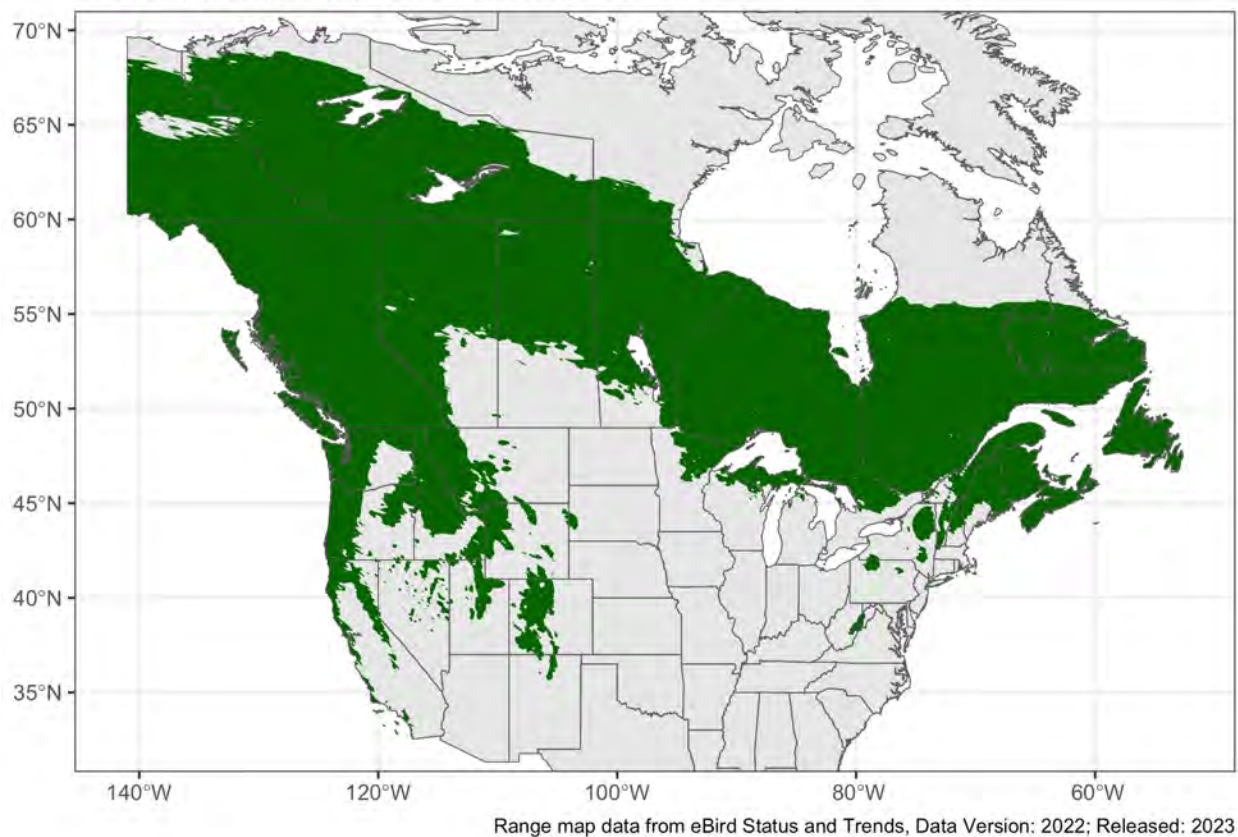 70°N
65°N
60°N
55°N
50°N
45°N
40°N
35°N
140°W 120°W 100°W 80°W 60°W
Range map data from eBird Status and Trends, Data Version: 2022; Released: 2023